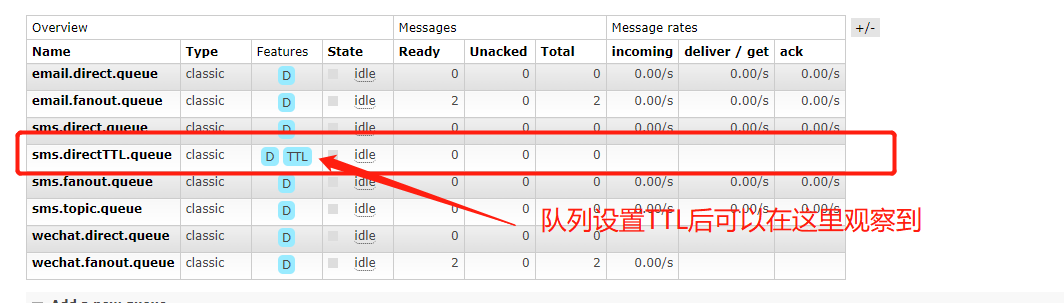 Overview Messages Message rates +/-
Name Type Features State Ready Unacked Total incoming deliver / get ack
email.direct.queue classic D idle 0 0 0 0.00/s 0.00/s 0.00/s
email.fanout.queue classic D idle 2 0 2 0.00/s 0.00/s 0.00/s
sms.direct.queue classic D idle 0 0 0 0.00/s 0.00/s 0.00/s
sms.directTTL.queue classic D TTL idle 0 0 0
sms.fanout.queue classic D idle 0 0 0 0.00/s 0.00/s 0.00/s
队列设置TTL后可以在这里观察到
sms.topic.queue classic D idle 0 0 0 0.00/s 0.00/s 0.00/s
wechat.direct.queue classic D idle 0 0 0
wechat.fanout.queue classic D idle 2 0 2 0.00/s
Add a new queue